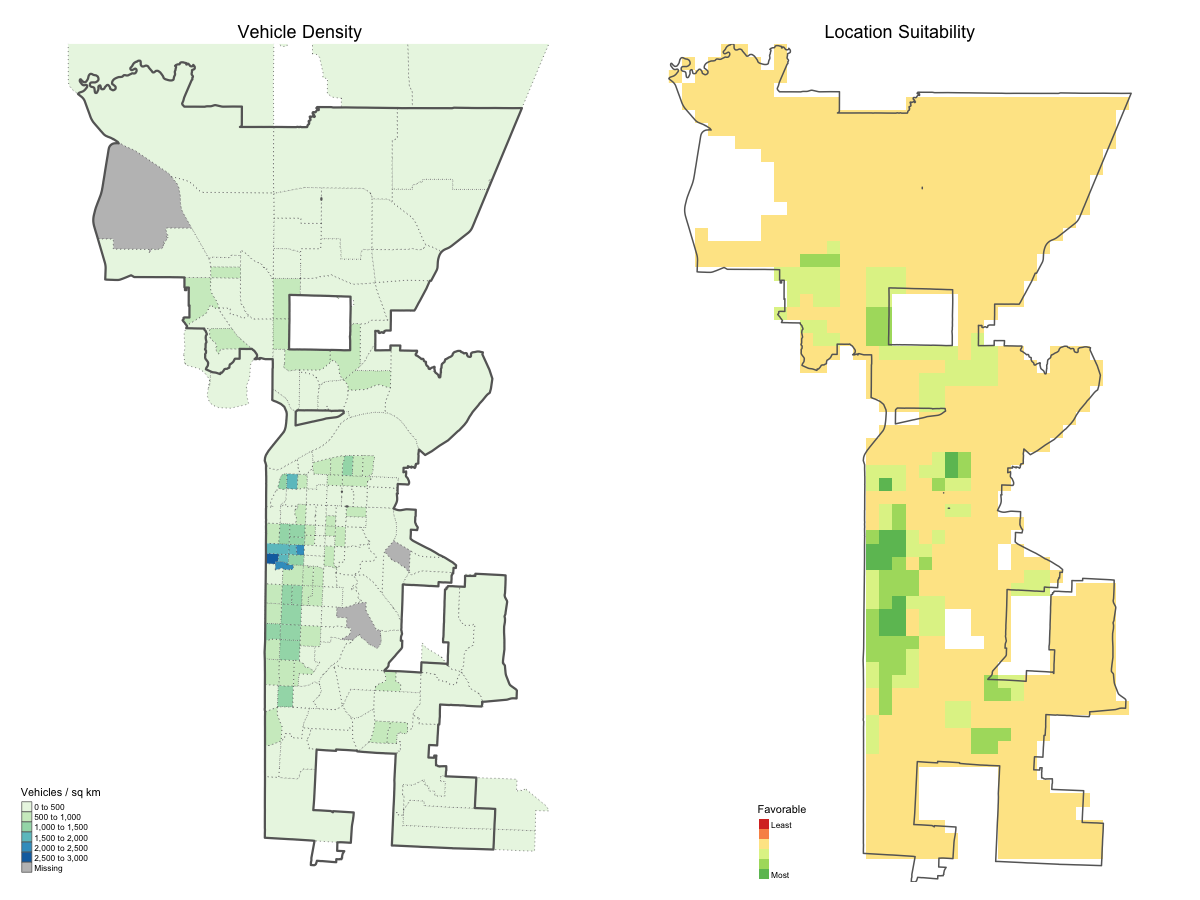 Vehicle Density
Location Suitability
Vehicles / sq km
0 to 500
500 to 1,000
1,000 to 1,500
1,500 to 2,000
2,000 to 2,500
2,500 to 3,000
Missing
Favorable
Least
Most